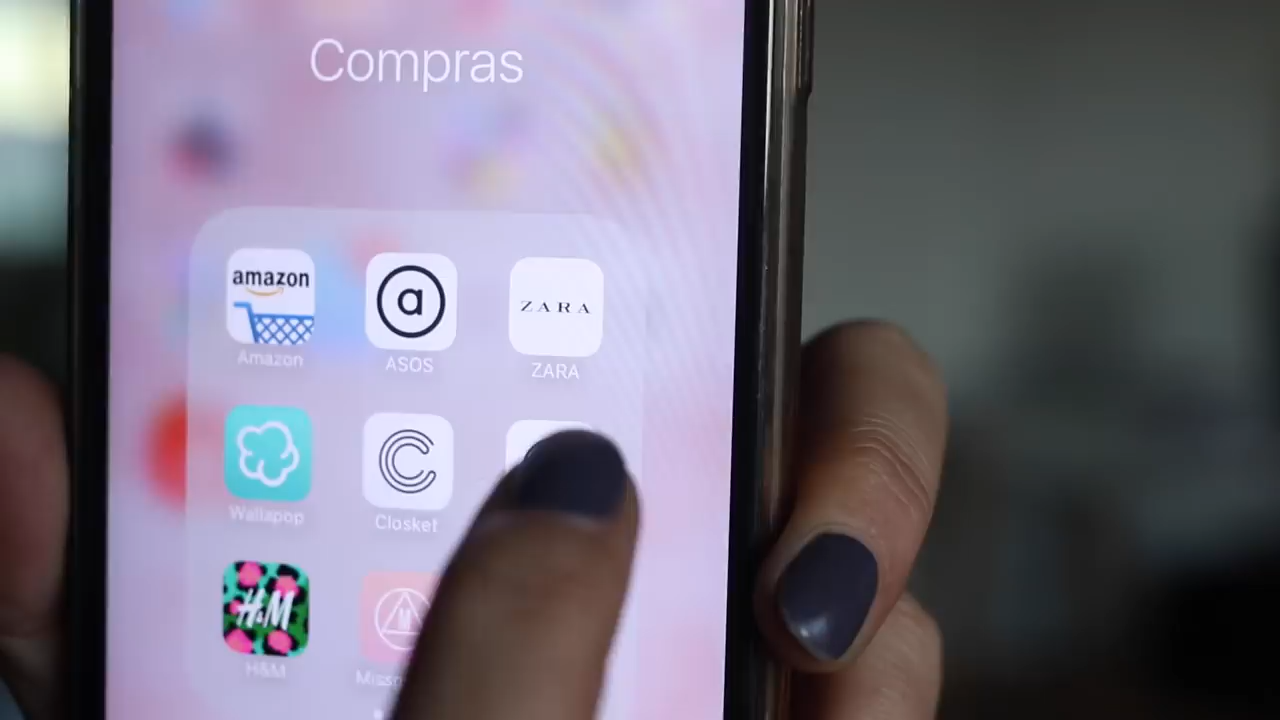 Compras
amazon
a
ZARA
Amazon
ASOS
ZARA
Wallapop
Closket
H&M
M
H&M